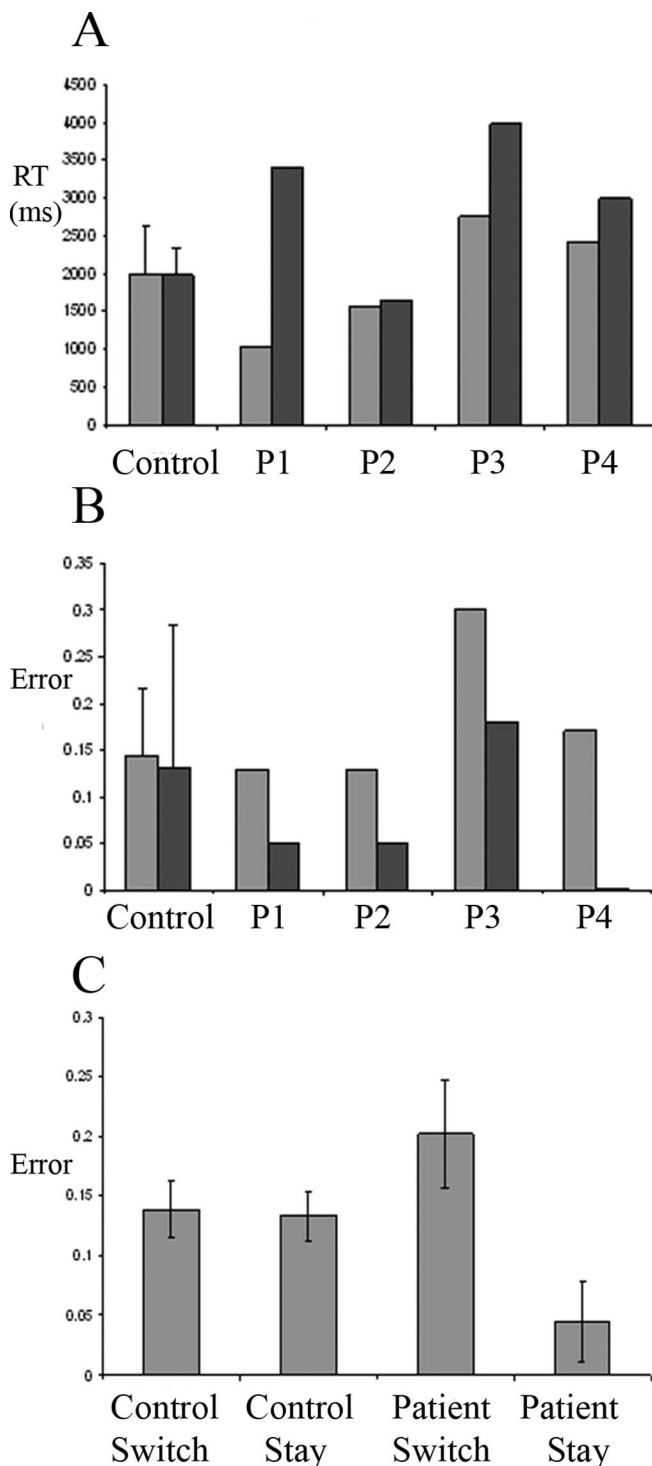 A
4500
4000
3500
RT
(ms)
3000
2500
2000
1500
1000
500
0
Control P1 P2 P3 P4
B
0.35
0.3
0.25
Error
0.2
0.15
0.1
0.05
0
Control P1 P2 P3 P4
C
0.3
0.25
0.2
Error
0.15
0.1
0.05
0
Control Control Patient Patient
Switch Stay Switch Stay